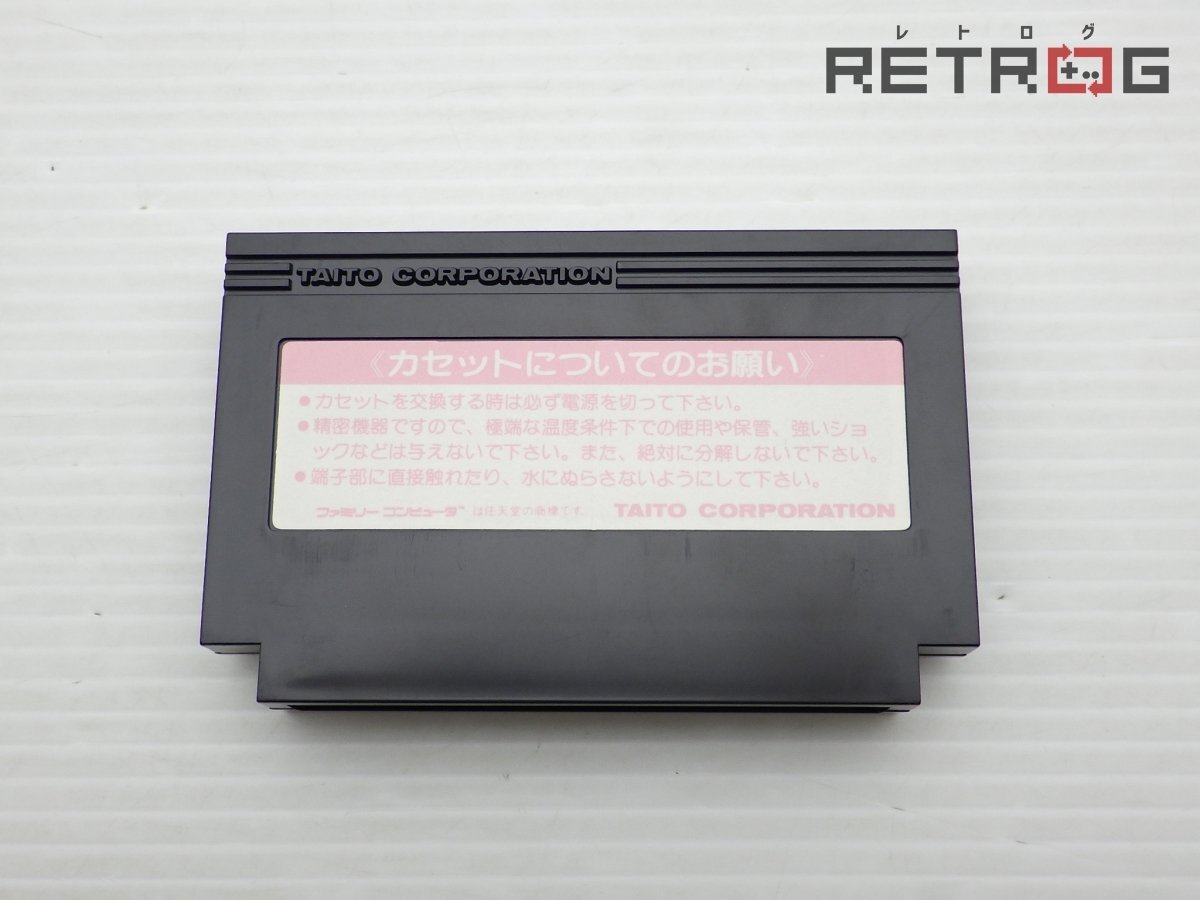 レトログ
RETROG
TAITO CORPORATION
《カセットについてのお願い》
●カセットを交換する時は必ず電源を切って下さい。
●精密機器ですので、極端な温度条件下での使用や保管、強いショ
ックなどは与えないで下さい。また、絶対に分解しないで下さい。
●端子部に直接触れたり、水にぬらさないようにして下さい。
ファミリーコンピュータ™ は任天堂の商標です。 TAITO CORPORATION